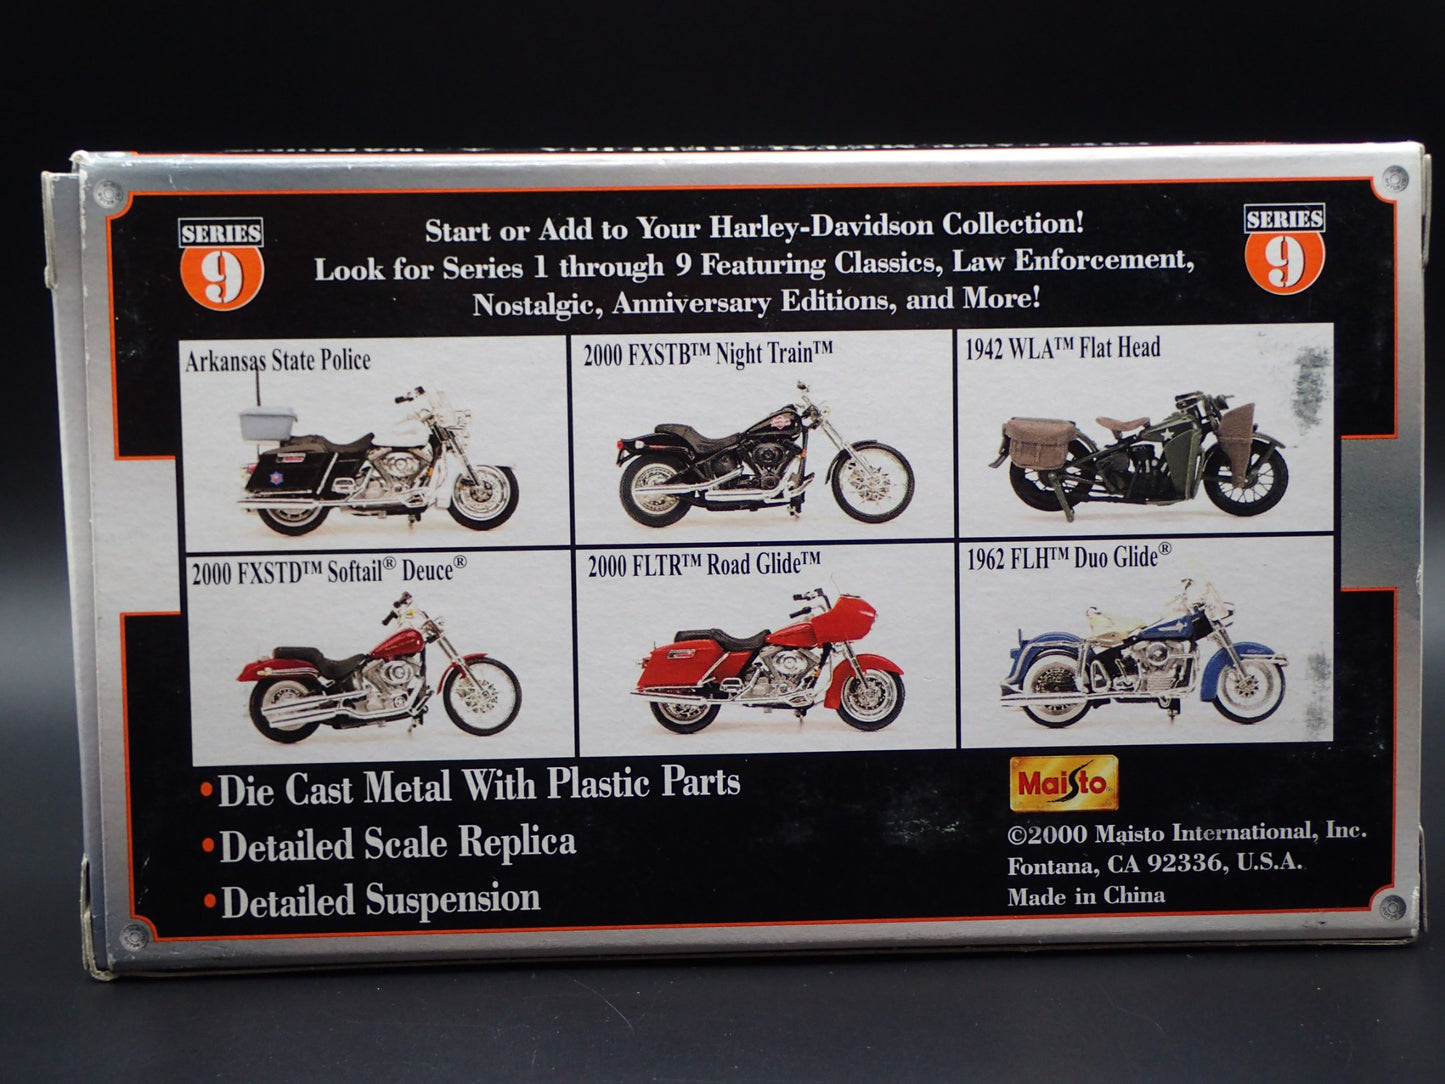 SERIES
9
Start or Add to Your Harley-Davidson Collection!
Look for Series 1 through 9 Featuring Classics, Law Enforcement,
Nostalgic, Anniversary Editions, and More!
SERIES
9
Arkansas State Police
2000 FXSTB™ Night Train™
1942 WLA™ Flat Head
2000 FXSTD™ Softail® Deuce®
2000 FLTR™ Road Glide™
1962 FLH™ Duo Glide®
•Die Cast Metal With Plastic Parts
•Detailed Scale Replica
•Detailed Suspension
Maisto®
©2000 Maisto International, Inc.
Fontana, CA 92336, U.S.A.
Made in China